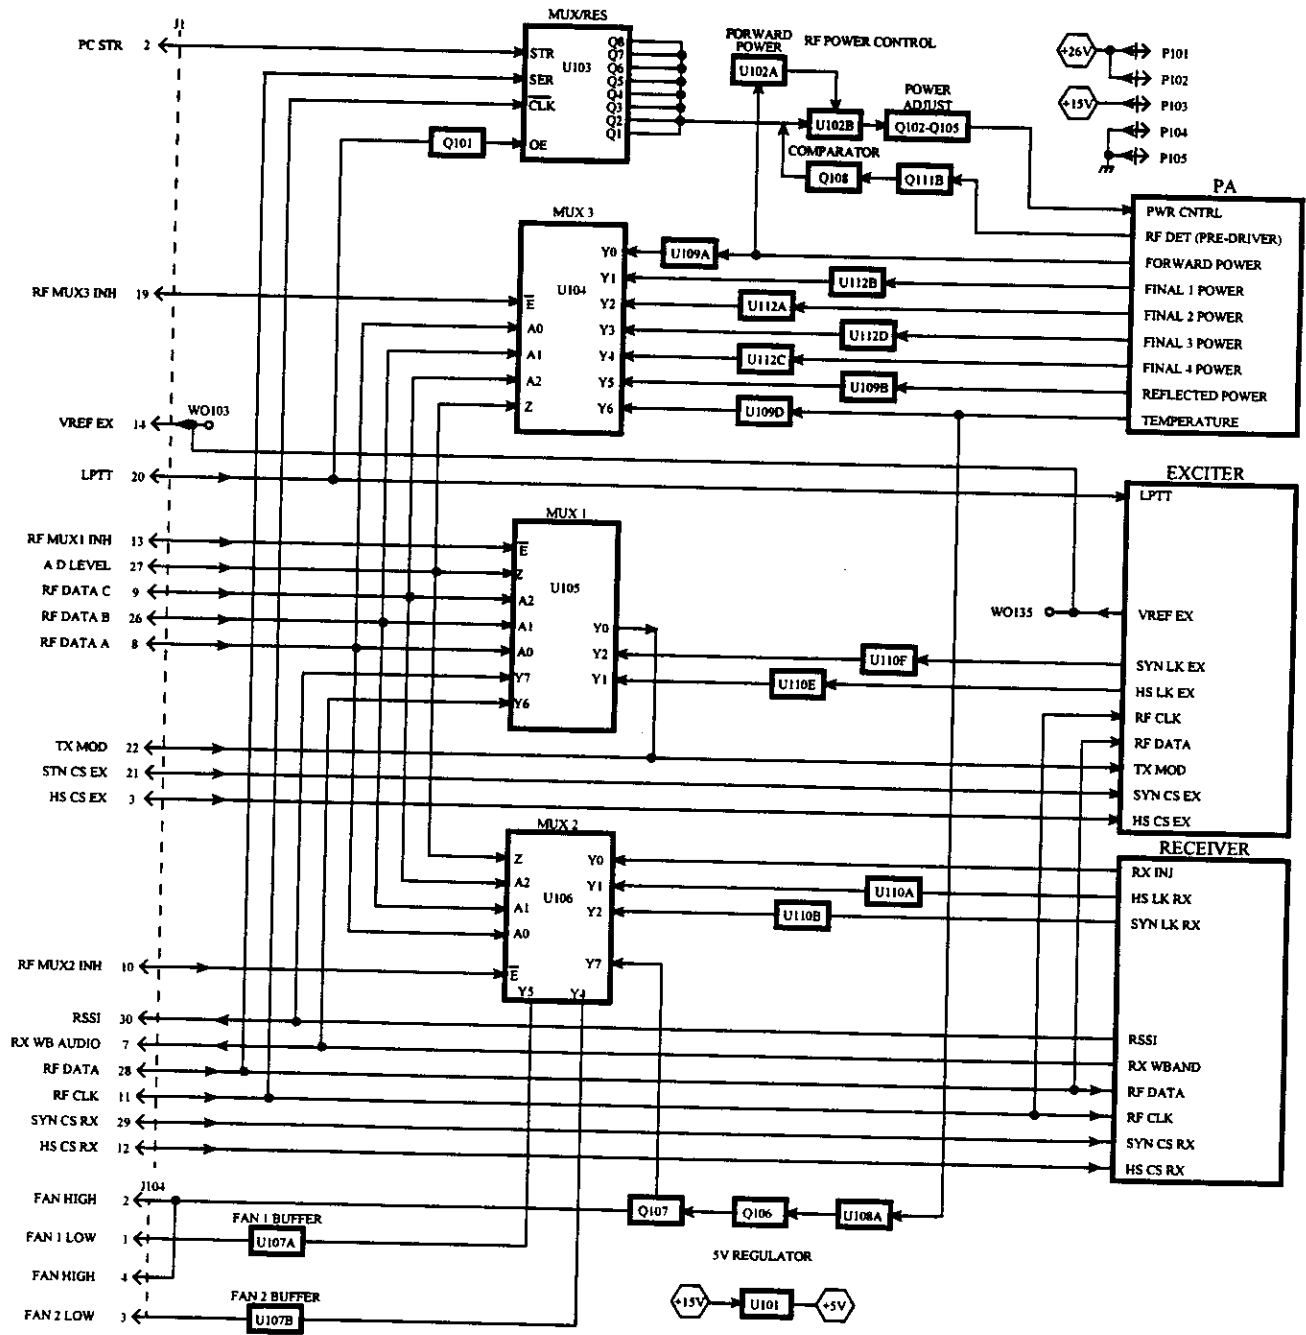 J1
MUX/RES
PC STR 2
STR
SER
CLK
OE
U103
Q8
Q7
Q6
Q5
Q4
Q3
Q2
Q1
Q101
FORWARD
POWER
U102A
RF POWER CONTROL
U102B
POWER
ADJUST
Q102-Q105
COMPARATOR
Q108
U111B
+26V
P101
P102
+15V
P103
P104
P105
PA
PWR CNTRL
RF DET (PRE-DRIVER)
FORWARD POWER
FINAL 1 POWER
FINAL 2 POWER
FINAL 3 POWER
FINAL 4 POWER
REFLECTED POWER
TEMPERATURE
MUX 3
U104
E
A0
A1
A2
Z
Y0
Y1
Y2
Y3
Y4
Y5
Y6
U109A
U112B
U112A
U112D
U112C
U109B
U109D
RF MUX3 INH 19
VREF EX 14
WO103
LPTT 20
EXCITER
LPTT
VREF EX
SYN LK EX
HS LK EX
RF CLK
RF DATA
TX MOD
SYN CS EX
HS CS EX
WO135
MUX 1
U105
E
Z
A2
A1
A0
Y7
Y6
Y0
Y2
Y1
U110F
U110E
RF MUX1 INH 13
A D LEVEL 27
RF DATA C 9
RF DATA B 26
RF DATA A 8
TX MOD 22
STN CS EX 21
HS CS EX 3
MUX 2
U106
Z
A2
A1
A0
E
Y5
Y4
Y0
Y1
Y2
Y7
U110A
U110B
RECEIVER
RX INJ
HS LK RX
SYN LK RX
RSSI
RX WBAND
RF DATA
RF CLK
SYN CS RX
HS CS RX
RF MUX2 INH 10
RSSI 30
RX WB AUDIO 7
RF DATA 28
RF CLK 11
SYN CS RX 29
HS CS RX 12
J104
FAN HIGH 2
FAN 1 LOW 1
FAN HIGH 4
FAN 2 LOW 3
FAN 1 BUFFER
U107A
FAN 2 BUFFER
U107B
Q107
Q106
U108A
5V REGULATOR
+15V
U101
+5V